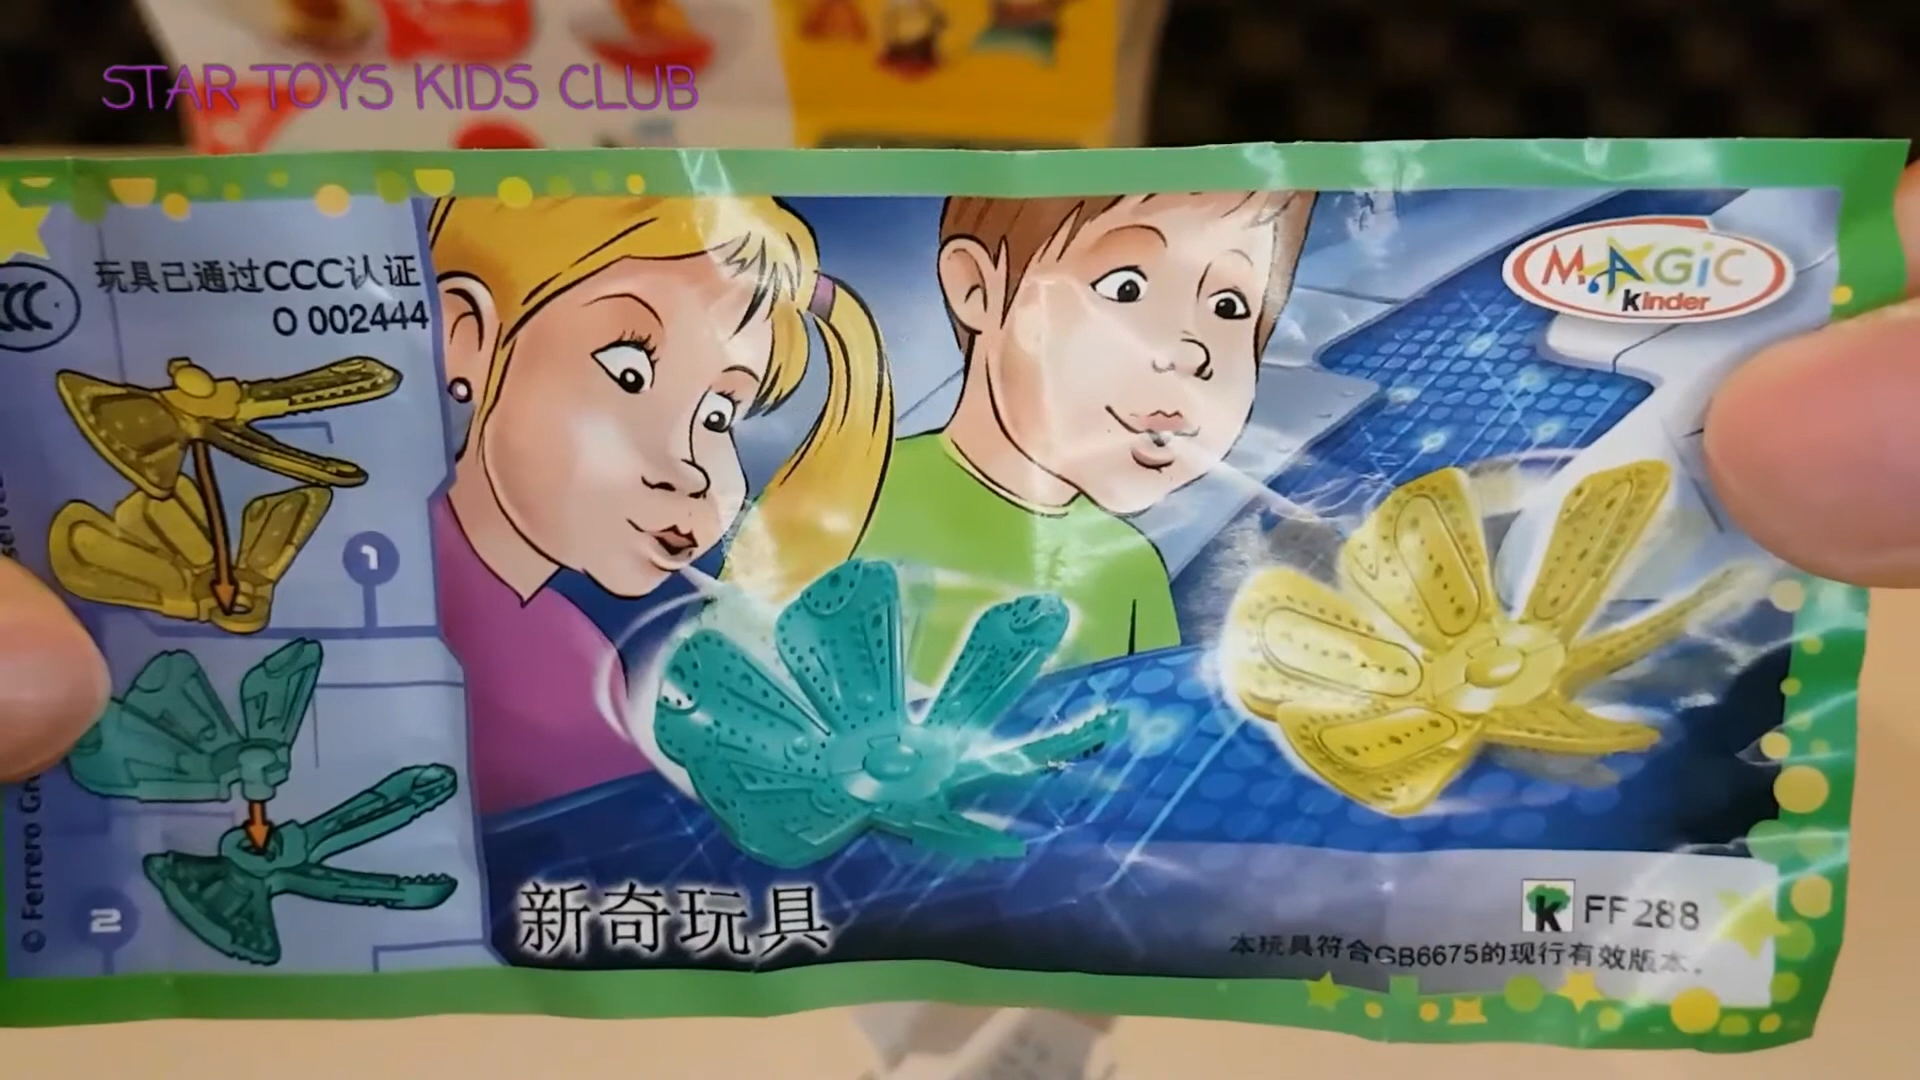 STAR TOYS KIDS CLUB
CCC
玩具已通过CCC认证
O 002444
MAGiC
kinder
1
2
© Ferrero
新奇玩具
K FF288
本玩具符合GB6675的现行有效版本。